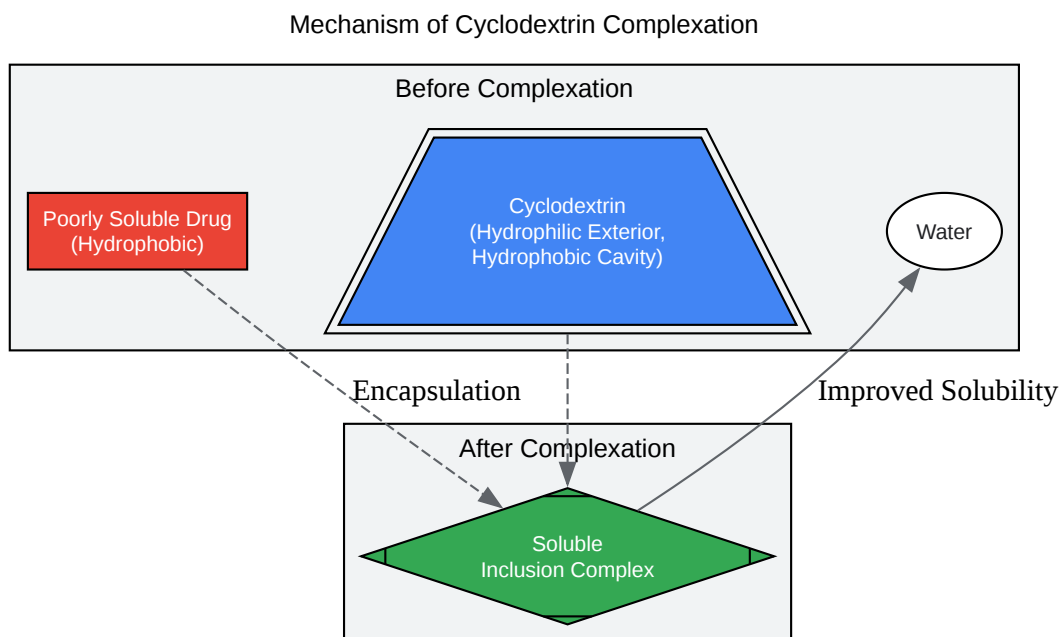 Mechanism of Cyclodextrin Complexation
Before Complexation
Poorly Soluble Drug
(Hydrophobic)
Cyclodextrin
(Hydrophilic Exterior,
Hydrophobic Cavity)
Water
Encapsulation
Improved Solubility
After Complexation
Soluble
Inclusion Complex